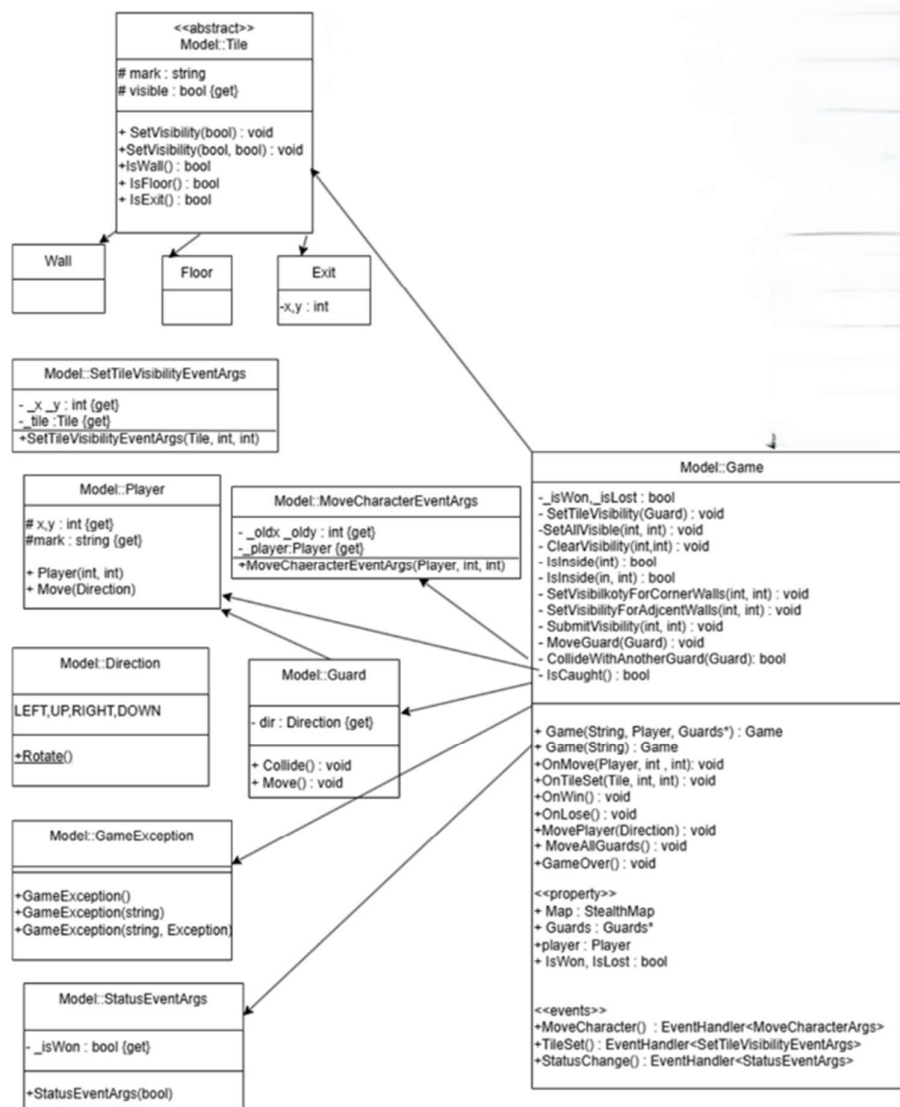 <<abstract>>
Model::Tile
# mark : string
# visible : bool {get}
+ SetVisibility(bool) : void
+SetVisibility(bool, bool) : void
+IsWall() : bool
+ IsFloor() : bool
+ IsExit() : bool
Wall
Floor
Exit
-x,y : int
Model::SetTileVisibilityEventArgs
- _x _y : int {get}
-_tile :Tile {get}
+SetTileVisibilityEventArgs(Tile, int, int)
Model::Player
# x,y : int {get}
#mark : string {get}
+ Player(int, int)
+ Move(Direction)
Model::MoveCharacterEventArgs
- _oldx _oldy : int {get}
-_player:Player {get}
+MoveChaeracterEventArgs(Player, int, int)
Model::Direction
LEFT,UP,RIGHT,DOWN
+Rotate()
Model::Guard
- dir : Direction {get}
+ Collide() : void
+ Move() : void
Model::GameException
+GameException()
+GameException(string)
+GameException(string, Exception)
Model::StatusEventArgs
- _isWon : bool {get}
+StatusEventArgs(bool)
Model::Game
-_isWon,_isLost : bool
- SetTileVisibility(Guard) : void
-SetAllVisible(int, int) : void
- ClearVisibility(int,int) : void
- IsInside(int) : bool
- IsInside(in, int) : bool
- SetVisibilkotyForCornerWalls(int, int) : void
- SetVisibilityForAdjcentWalls(int, int) : void
- SubmitVisibility(int, int) : void
- MoveGuard(Guard) : void
- CollideWithAnotherGuard(Guard): bool
- IsCaught() : bool
+ Game(String, Player, Guards*) : Game
+ Game(String) : Game
+OnMove(Player, int , int): void
+OnTileSet(Tile, int, int) : void
+OnWin() : void
+OnLose() : void
+MovePlayer(Direction) : void
+ MoveAllGuards() : void
+GameOver() : void
<<property>>
+ Map : StealthMap
+ Guards : Guards*
+player : Player
+ IsWon, IsLost : bool
<<events>>
+MoveCharacter() : EventHandler<MoveCharacterArgs>
+TileSet() : EventHandler<SetTileVisibilityEventArgs>
+StatusChange() : EventHandler<StatusEventArgs>